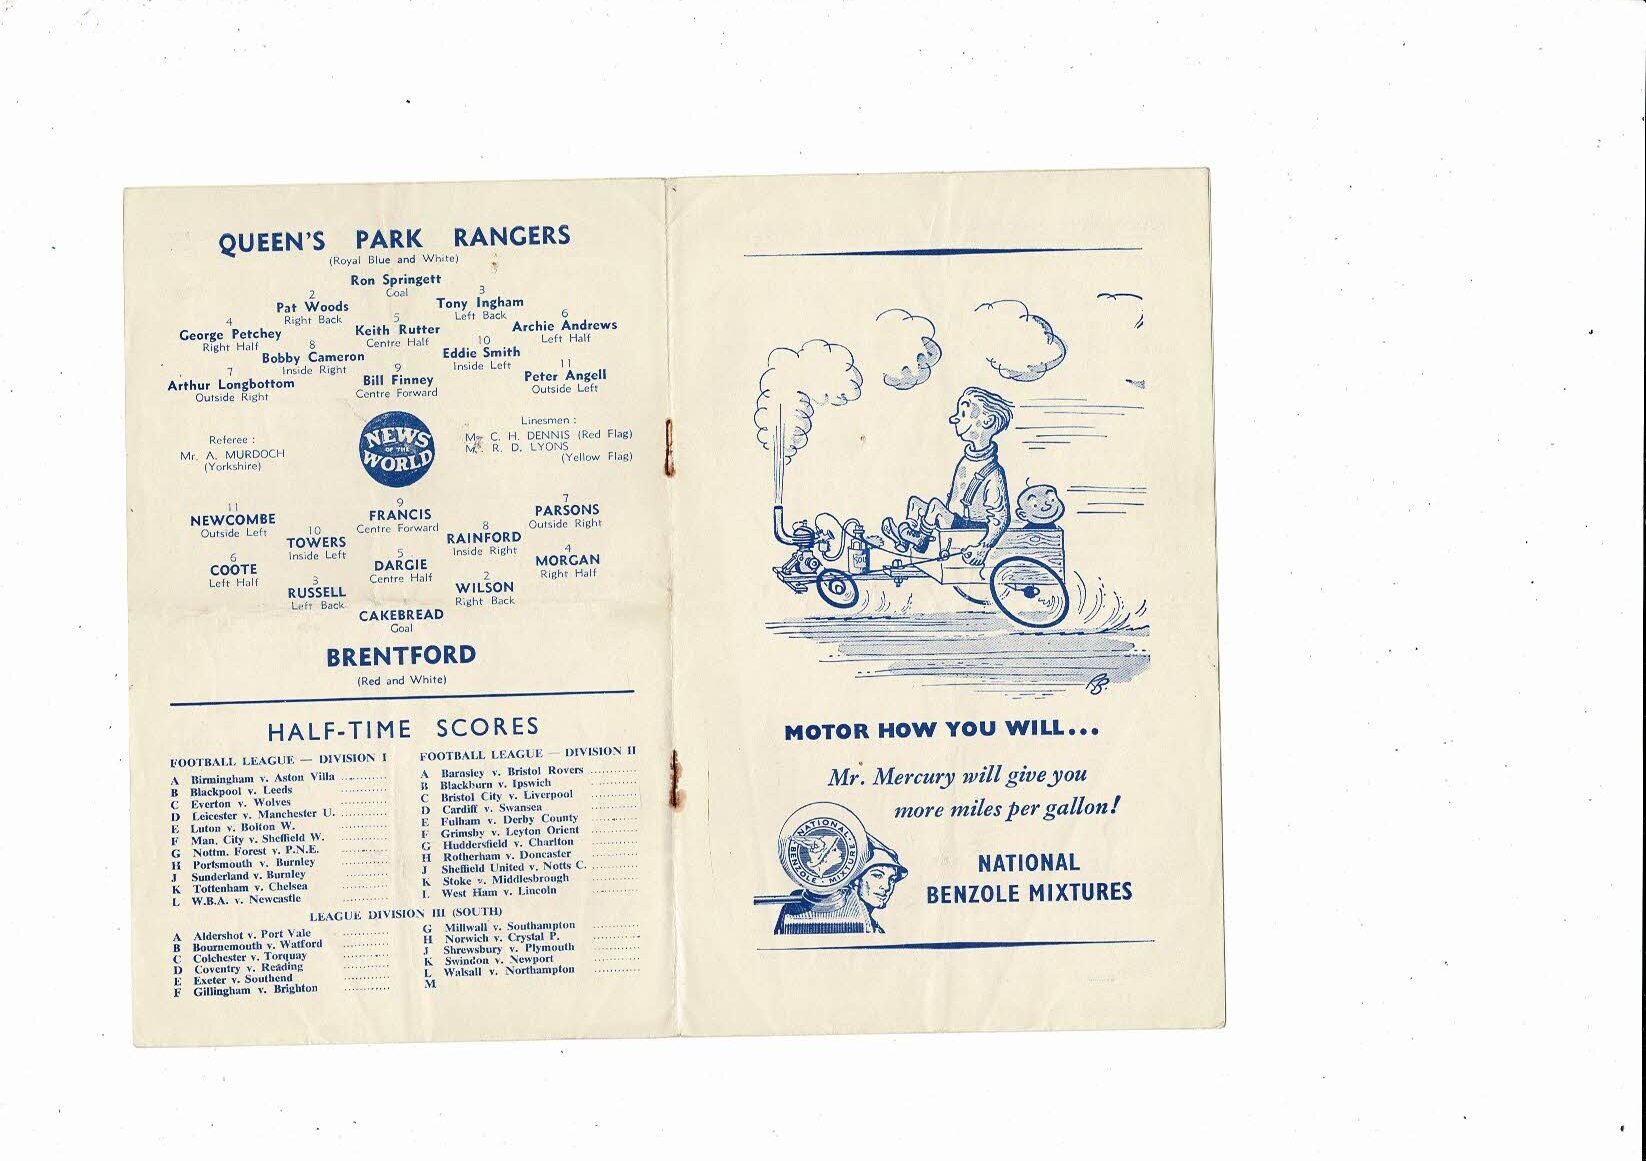 QUEEN'S PARK RANGERS
(Royal Blue and White)
Ron Springett
Goal
2
Pat Woods
Right Back
3
Tony Ingham
Left Back
4
George Petchey
Right Half
5
Keith Rutter
Centre Half
6
Archie Andrews
Left Half
8
Bobby Cameron
Inside Right
10
Eddie Smith
Inside Left
7
Arthur Longbottom
Outside Right
9
Bill Finney
Centre Forward
11
Peter Angell
Outside Left
Referee :
Mr. A. MURDOCH
(Yorkshire)
NEWS
OF THE
WORLD
Linesmen :
Mr. C. H. DENNIS (Red Flag)
Mr. R. D. LYONS
(Yellow Flag)
11
NEWCOMBE
Outside Left
9
FRANCIS
Centre Forward
7
PARSONS
Outside Right
10
TOWERS
Inside Left
8
RAINFORD
Inside Right
6
COOTE
Left Half
5
DARGIE
Centre Half
4
MORGAN
Right Half
3
RUSSELL
Left Back
2
WILSON
Right Back
CAKEBREAD
Goal
BRENTFORD
(Red and White)
HALF-TIME SCORES
FOOTBALL LEAGUE — DIVISION I
A Birmingham v. Aston Villa ............
B Blackpool v. Leeds ............
C Everton v. Wolves ............
D Leicester v. Manchester U. ............
E Luton v. Bolton W. ............
F Man. City v. Sheffield W. ............
G Nottm. Forest v. P.N.E. ............
H Portsmouth v. Burnley ............
J Sunderland v. Burnley ............
K Tottenham v. Chelsea ............
L W.B.A. v. Newcastle ............
FOOTBALL LEAGUE — DIVISION II
A Barnsley v. Bristol Rovers ............
B Blackburn v. Ipswich ............
C Bristol City v. Liverpool ............
D Cardiff v. Swansea ............
E Fulham v. Derby County ............
F Grimsby v. Leyton Orient ............
G Huddersfield v. Charlton ............
H Rotherham v. Doncaster ............
J Sheffield United v. Notts C. ............
K Stoke v. Middlesbrough ............
L West Ham v. Lincoln ............
LEAGUE DIVISION III (SOUTH)
A Aldershot v. Port Vale ............
B Bournemouth v. Watford ............
C Colchester v. Torquay ............
D Coventry v. Reading ............
E Exeter v. Southend ............
F Gillingham v. Brighton ............
G Millwall v. Southampton ............
H Norwich v. Crystal P. ............
J Shrewsbury v. Plymouth ............
K Swindon v. Newport ............
L Walsall v. Northampton ............
M
MOTOR HOW YOU WILL...
Mr. Mercury will give you
more miles per gallon!
NATIONAL
BENZOLE MIXTURES
NATIONAL
BENZOLE · MIXTURES